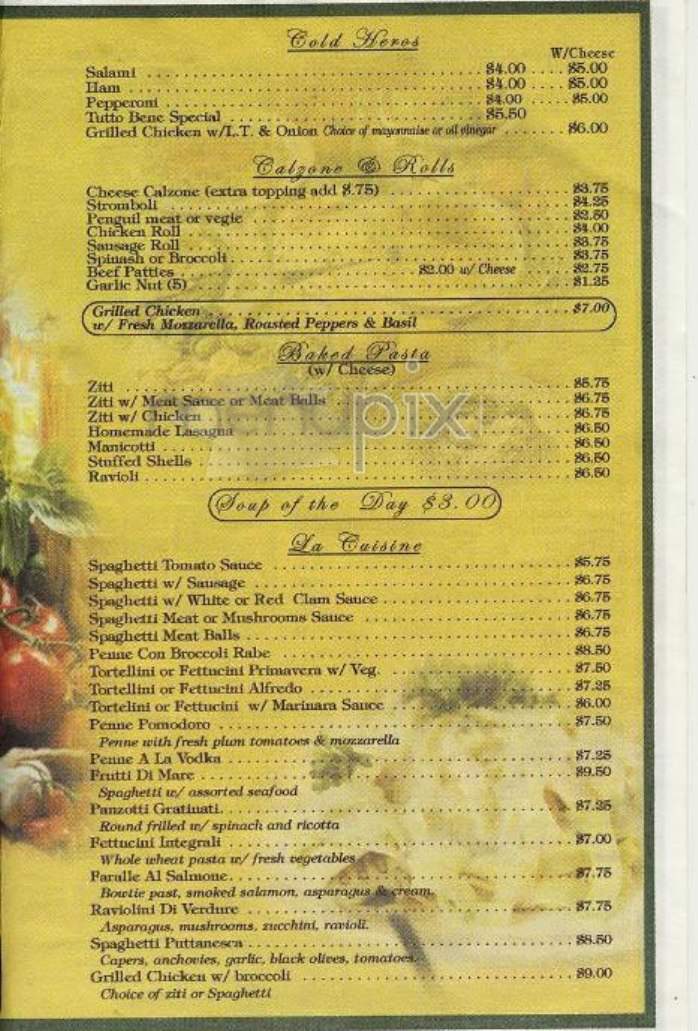 Cold Heros
W/Cheese
Salami $4.00 $5.00
Ham $4.00 $5.00
Pepperoni $4.00 $5.00
Tutto Bene Special $5.50
Grilled Chicken w/L.T. & Onion Choice of mayonnaise or oil vinegar $6.00
Calzone & Rolls
Cheese Calzone (extra topping add $.75) $3.75
Stromboli $4.25
Penguil meat or vegie $2.50
Chicken Roll $4.00
Sausage Roll $3.75
Spinash or Broccoli $3.75
Beef Patties $2.00 w/ Cheese $2.75
Garlic Nut (5) $1.25
Grilled Chicken $7.00
w/ Fresh Mozzarella, Roasted Peppers & Basil
Baked Pasta
(w/ Cheese)
Ziti $5.75
Ziti w/ Meat Sauce or Meat Balls $6.75
Ziti w/ Chicken $6.75
Homemade Lasagna $6.50
Manicotti $6.50
Stuffed Shells $6.50
Ravioli $6.50
menupix
Soup of the Day $3.00
La Cuisine
Spaghetti Tomato Sauce $5.75
Spaghetti w/ Sausage $6.75
Spaghetti w/ White or Red Clam Sauce $6.75
Spaghetti Meat or Mushrooms Sauce $6.75
Spaghetti Meat Balls $6.75
Penne Con Broccoli Rabe $8.50
Tortellini or Fettucini Primavera w/ Veg. $7.50
Tortellini or Fettucini Alfredo $7.25
Tortelini or Fettucini w/ Marinara Sauce $6.00
Penne Pomodoro $7.50
Penne with fresh plum tomatoes & mozzarella
Penne A La Vodka $7.25
Frutti Di Mare $9.50
Spaghetti w/ assorted seafood
Panzotti Gratinati. $7.25
Round frilled w/ spinach and ricotta
Fettucini Integrali $7.00
Whole wheat pasta w/ fresh vegetables
Faralle Al Salmone $7.75
Bowtie past, smoked salamon, asparagus & cream.
Raviolini Di Verdure $7.75
Asparagus, mushrooms, zucchini, ravioli.
Spaghetti Puttanesca $8.50
Capers, anchovies, garlic, black olives, tomatoes
Grilled Chicken w/ broccoli $9.00
Choice of ziti or Spaghetti